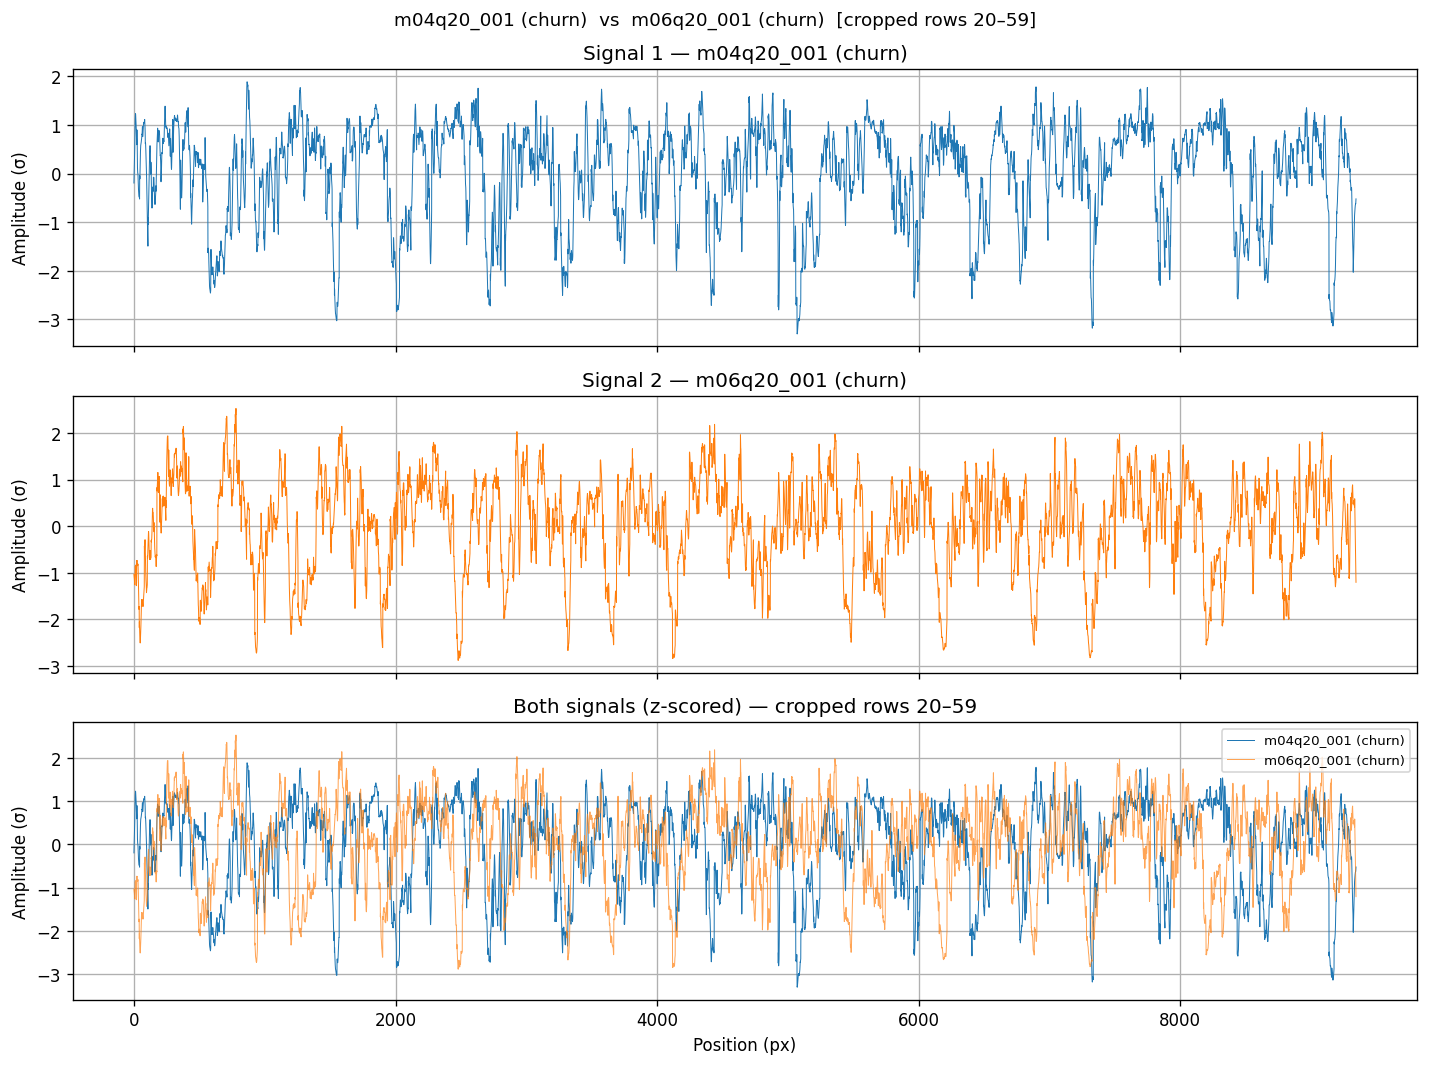 m04q20_001 (churn)  vs  m06q20_001 (churn)  [cropped rows 20–59]
Signal 1 — m04q20_001 (churn)
2
1
0
−1
−2
−3
Amplitude (σ)
Signal 2 — m06q20_001 (churn)
2
1
0
−1
−2
−3
Amplitude (σ)
Both signals (z-scored) — cropped rows 20–59
m04q20_001 (churn)
m06q20_001 (churn)
2
1
0
−1
−2
−3
Amplitude (σ)
0 2000 4000 6000 8000
Position (px)